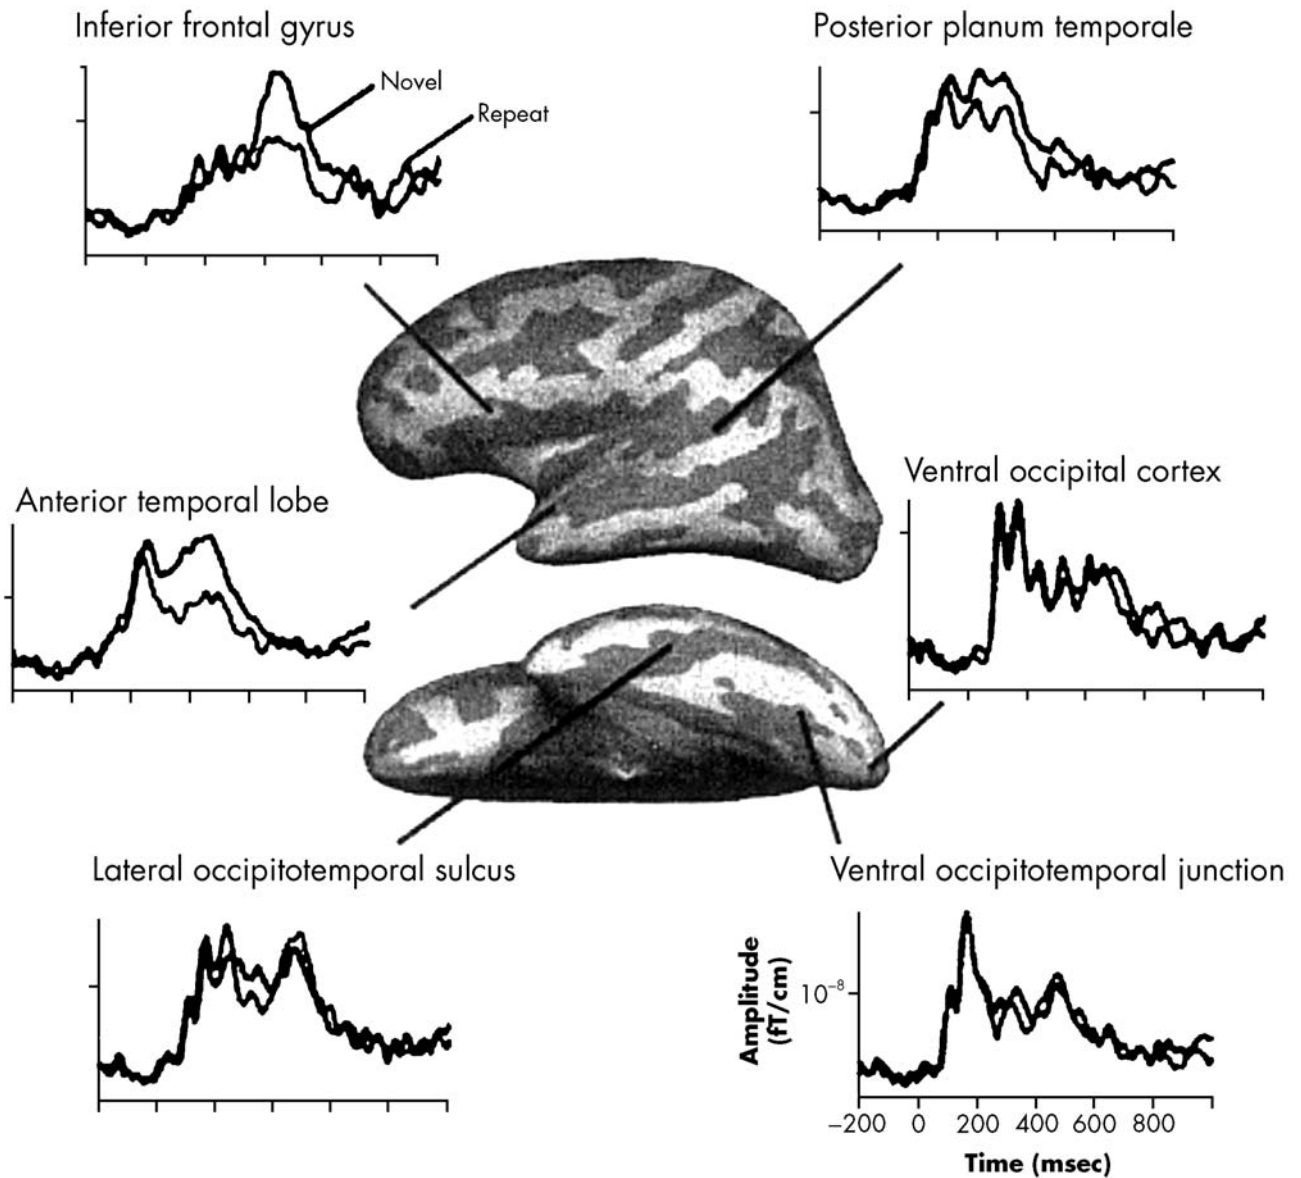 Inferior frontal gyrus
Posterior planum temporale
Novel
Repeat
Anterior temporal lobe
Ventral occipital cortex
Lateral occipitotemporal sulcus
Ventral occipitotemporal junction
Amplitude
(fT/cm)
10⁻⁸
−200 0 200 400 600 800
Time (msec)